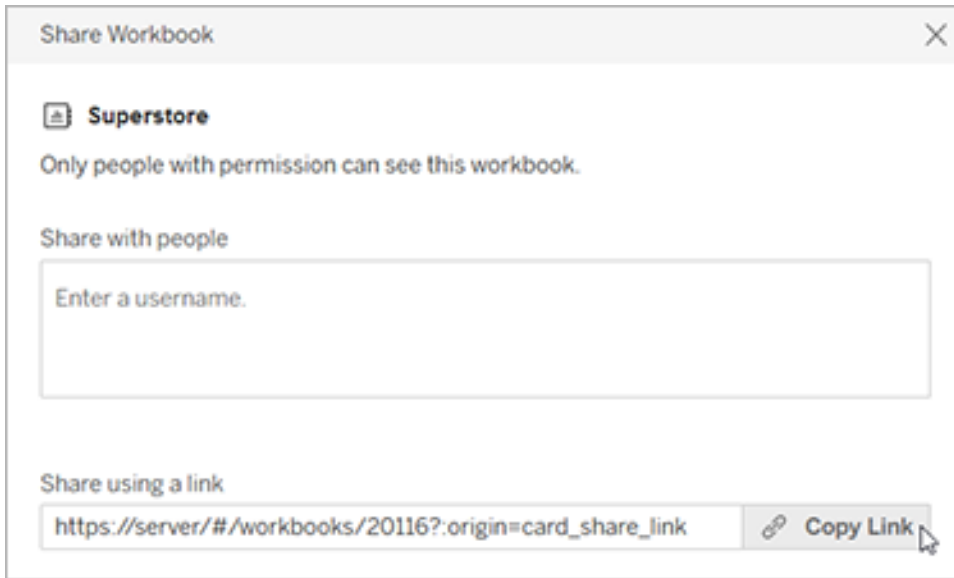 Share Workbook
Superstore
Only people with permission can see this workbook.
Share with people
Enter a username.
Share using a link
https://server/#/workbooks/20116?:origin=card_share_link
Copy Link